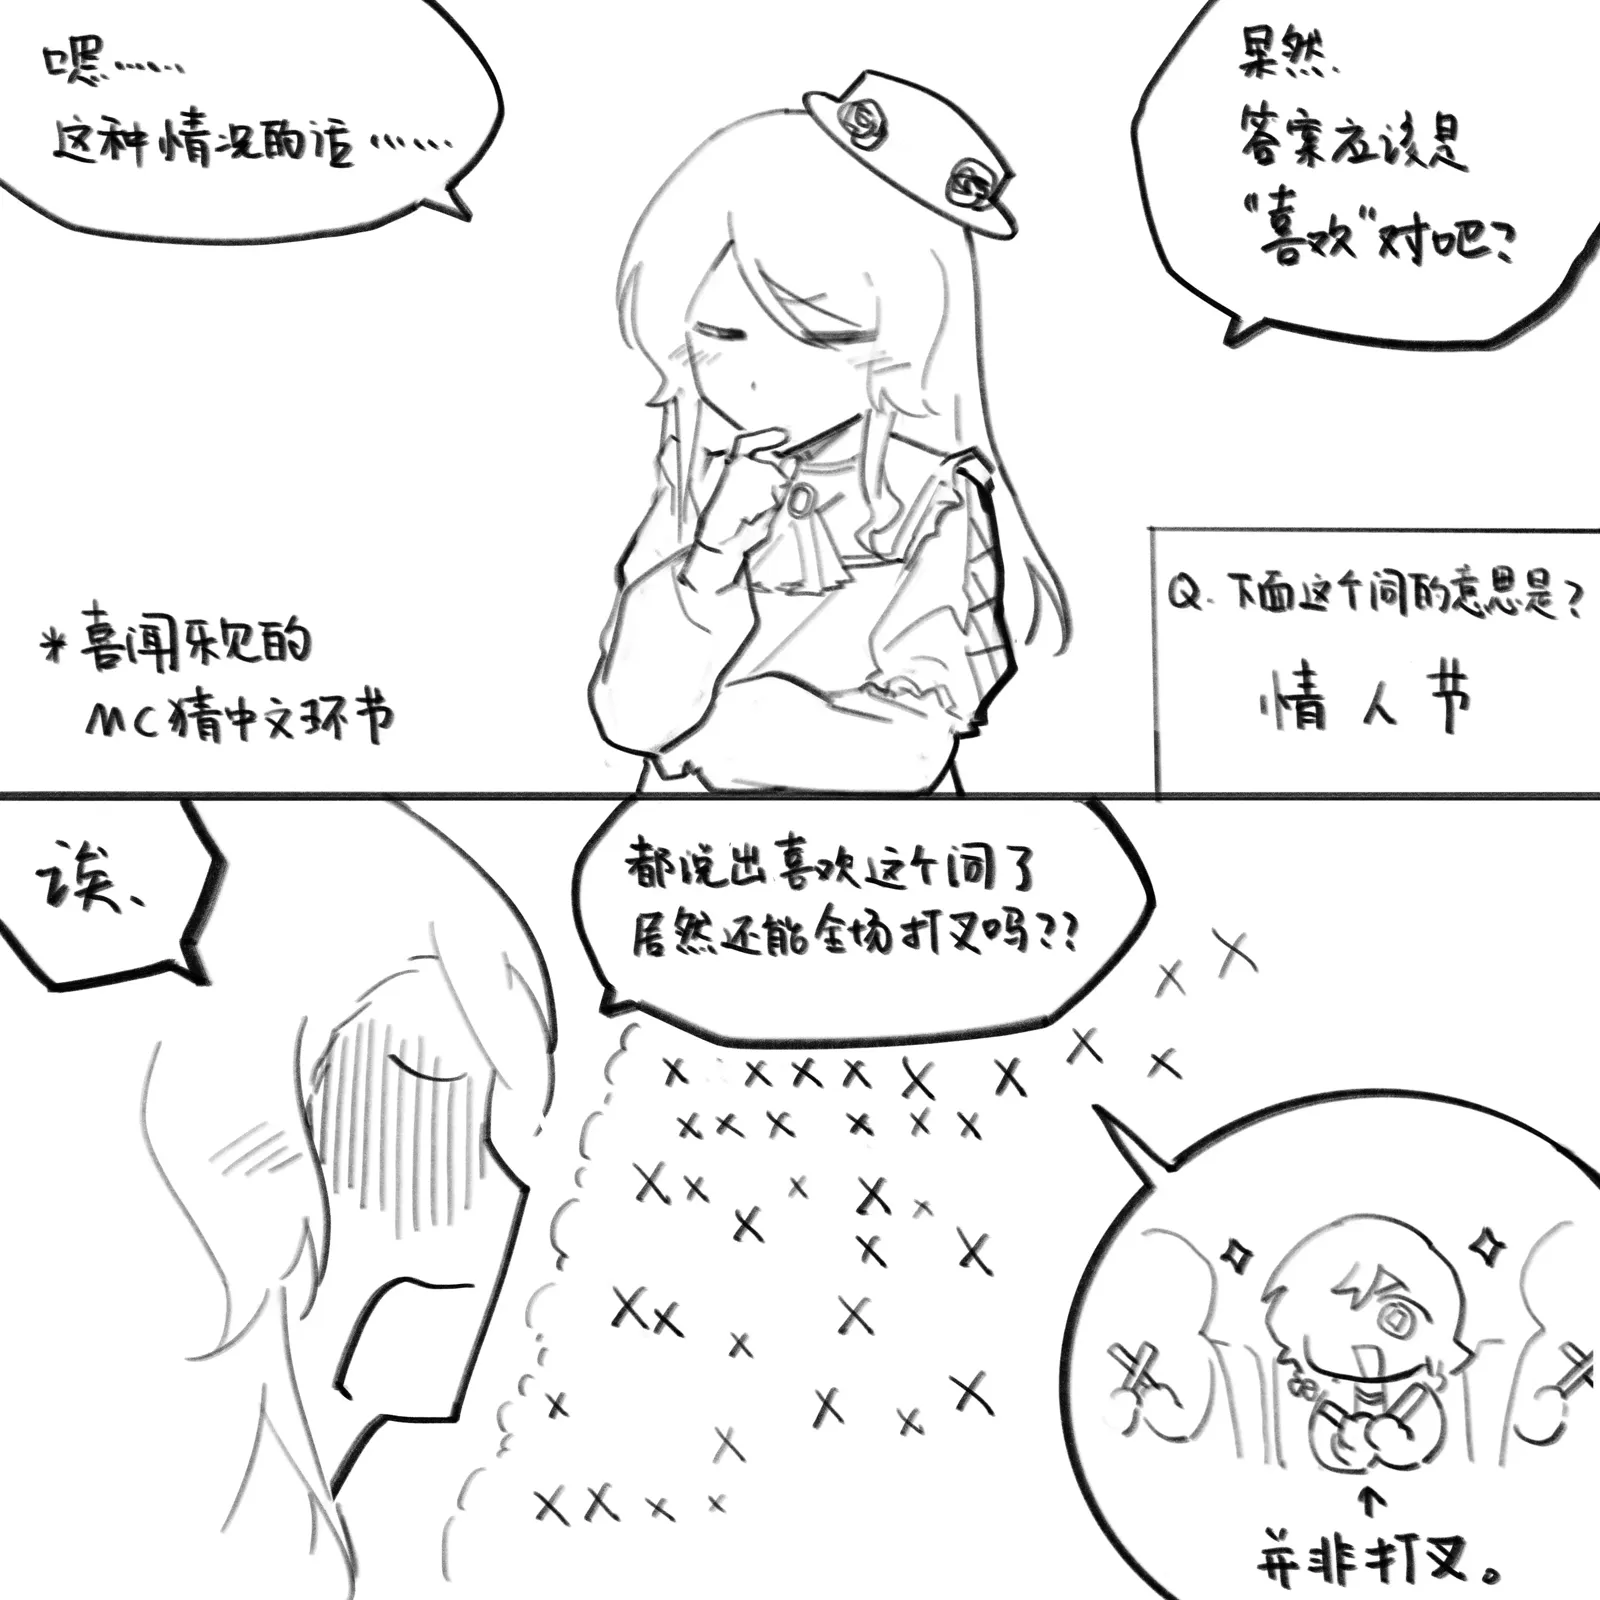 嗯……
这种情况的话……
果然、
答案应该是
“喜欢”对吧？
*喜闻乐见的
MC猜中文环节
Q. 下面这个词的意思是？
情人节
诶、
都说出喜欢这个词了
居然还能全场打叉吗？？
并非打叉。